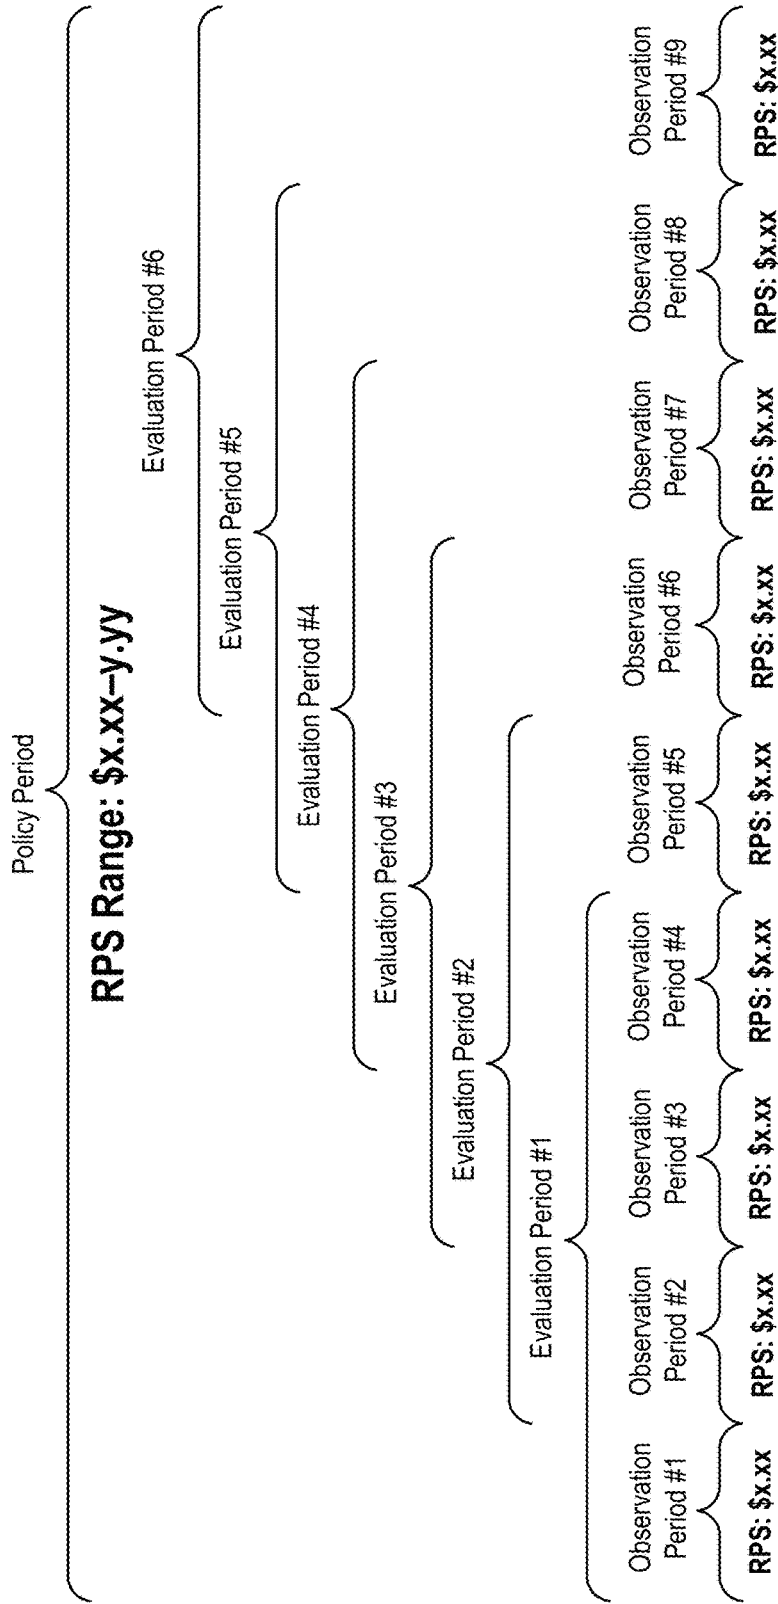 Policy Period
RPS Range: $x.xx–y.yy
Evaluation Period #6
Evaluation Period #5
Evaluation Period #4
Evaluation Period #3
Evaluation Period #2
Evaluation Period #1
Observation
Period #1
Observation
Period #2
Observation
Period #3
Observation
Period #4
Observation
Period #5
Observation
Period #6
Observation
Period #7
Observation
Period #8
Observation
Period #9
RPS: $x.xx
RPS: $x.xx
RPS: $x.xx
RPS: $x.xx
RPS: $x.xx
RPS: $x.xx
RPS: $x.xx
RPS: $x.xx
RPS: $x.xx